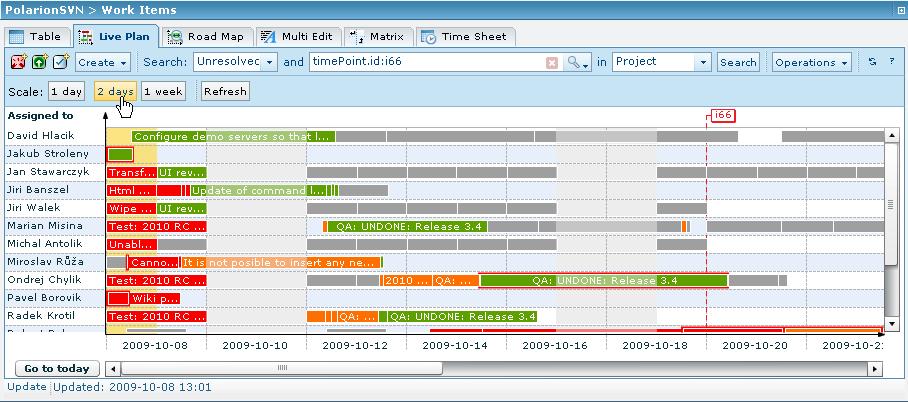 PolarionSVN > Work Items
Table Live Plan Road Map Multi Edit Matrix Time Sheet
Create Search: Unresolvec and timePoint.id:i66 in Project Search Operations ?
Scale: 1 day 2 days 1 week Refresh
Assigned to i66
David Hlacik Configure demo servers so that l...
Jakub Stroleny
Jan Stawarczyk Transf... UI rev...
Jiri Banszel Html ... Update of command l...
Jiri Walek Wipe ... UI rev...
Marian Misina Test: 2010 RC ... QA: UNDONE: Release 3.4
Michal Antolik Unabl...
Miroslav Růža Canno... It is not posible to insert any ne...
Ondrej Chylik Test: 2010 RC ... 2010 ... QA: ... QA: UNDONE: Release 3.4
Pavel Borovik Wiki p...
Radek Krotil Test: 2010 RC ... QA: ... QA: UNDONE: Release 3.4
2009-10-08 2009-10-10 2009-10-12 2009-10-14 2009-10-16 2009-10-18 2009-10-20 2009-10-2
Go to today
Update Updated: 2009-10-08 13:01